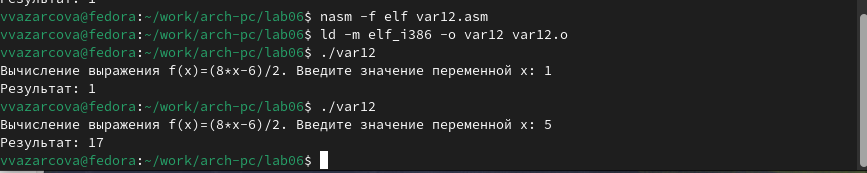 Результат: 1
vvazarcova@fedora:~/work/arch-pc/lab06$ nasm -f elf var12.asm
vvazarcova@fedora:~/work/arch-pc/lab06$ ld -m elf_i386 -o var12 var12.o
vvazarcova@fedora:~/work/arch-pc/lab06$ ./var12
Вычисление выражения f(x)=(8*x-6)/2. Введите значение переменной x: 1
Результат: 1
vvazarcova@fedora:~/work/arch-pc/lab06$ ./var12
Вычисление выражения f(x)=(8*x-6)/2. Введите значение переменной x: 5
Результат: 17
vvazarcova@fedora:~/work/arch-pc/lab06$